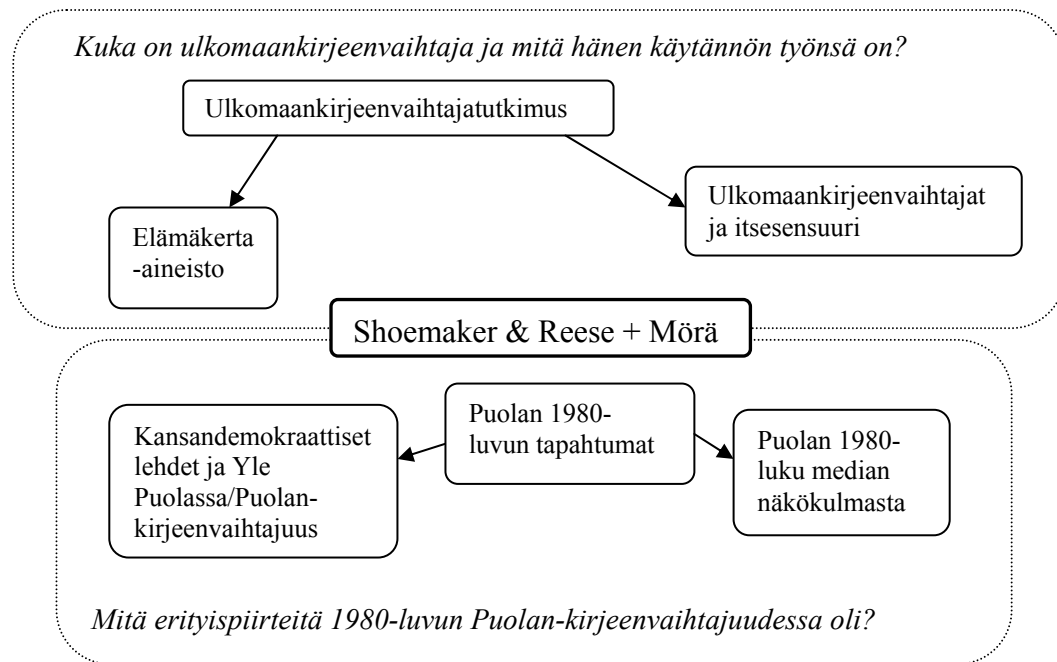 Kuka on ulkomaankirjeenvaihtaja ja mitä hänen käytännön työnsä on?
Ulkomaankirjeenvaihtajatutkimus
Elämäkerta
-aineisto
Ulkomaankirjeenvaihtajat
ja itsesensuuri
Shoemaker & Reese + Mörä
Kansandemokraattiset
lehdet ja Yle
Puolassa/Puolan-
kirjeenvaihtajuus
Puolan 1980-
luvun tapahtumat
Puolan 1980-
luku median
näkökulmasta
Mitä erityispiirteitä 1980-luvun Puolan-kirjeenvaihtajuudessa oli?